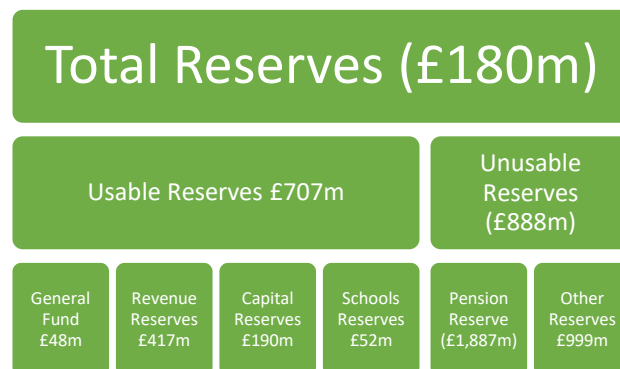 Total Reserves (£180m)
Usable Reserves £707m
Unusable
Reserves
(£888m)
General
Fund
£48m
Revenue
Reserves
£417m
Capital
Reserves
£190m
Schools
Reserves
£52m
Pension
Reserve
(£1,887m)
Other
Reserves
£999m